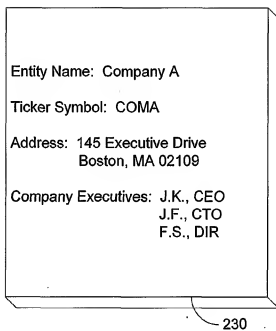 Entity Name: Company A
Ticker Symbol: COMA
Address: 145 Executive Drive
Boston, MA 02109
Company Executives: J.K., CEO
J.F., CTO
F.S., DIR
230